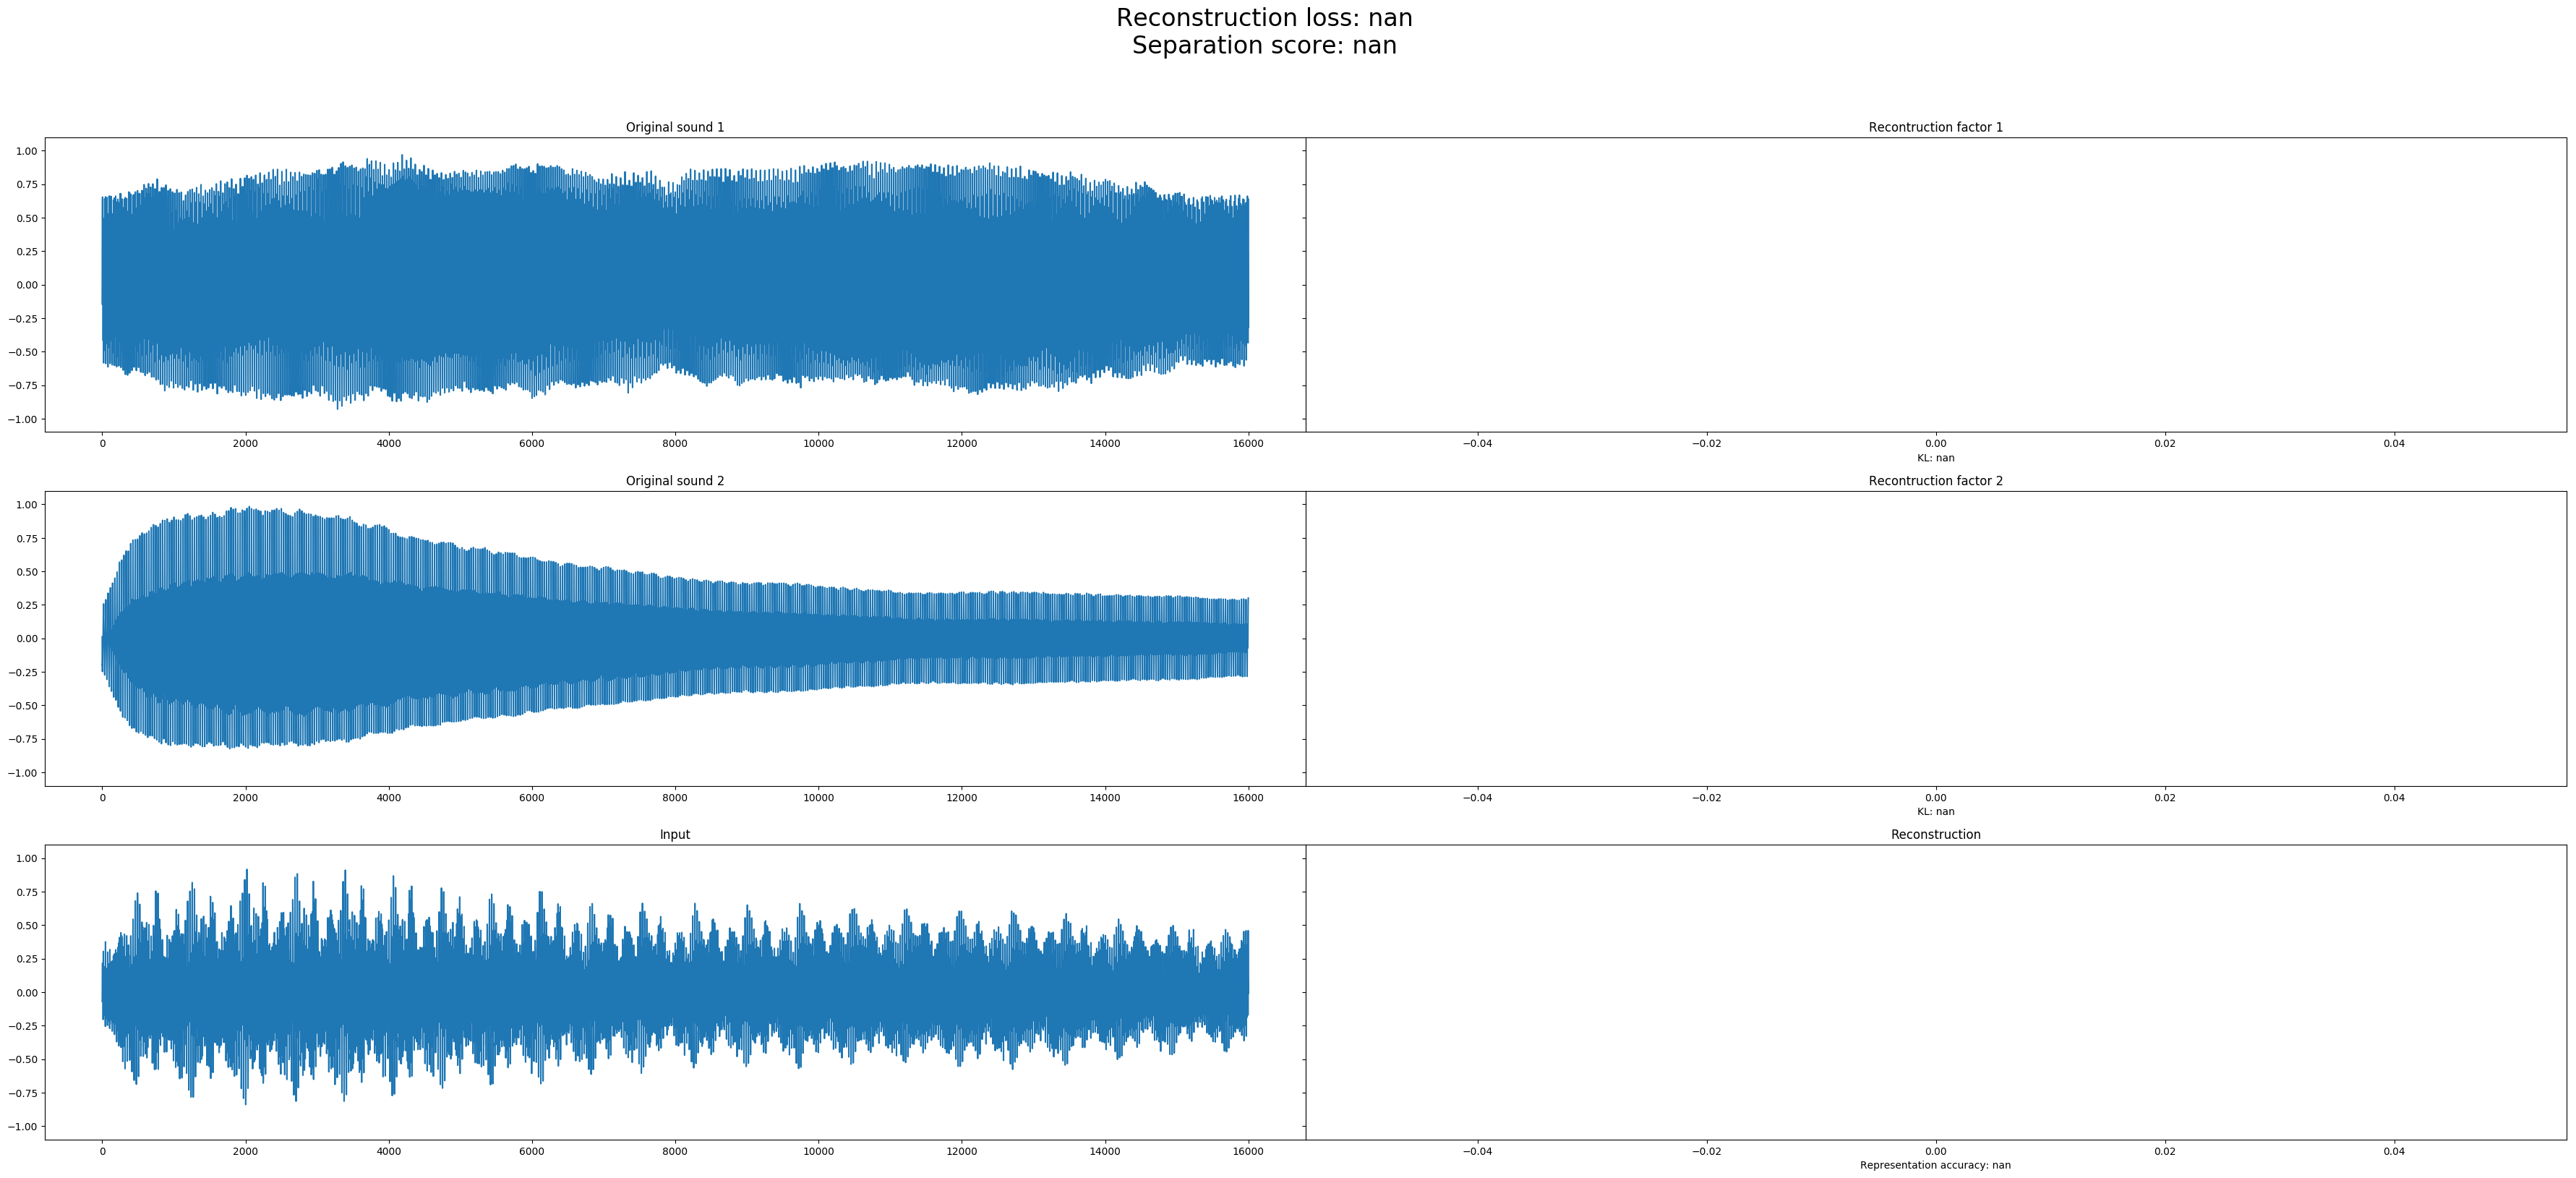 Reconstruction loss: nan
Separation score: nan
Original sound 1
Recontruction factor 1
1.00
0.75
0.50
0.25
0.00
−0.25
−0.50
−0.75
−1.00
0 2000 4000 6000 8000 10000 12000 14000 16000
−0.04 −0.02 0.00 0.02 0.04
KL: nan
Original sound 2
Recontruction factor 2
1.00
0.75
0.50
0.25
0.00
−0.25
−0.50
−0.75
−1.00
0 2000 4000 6000 8000 10000 12000 14000 16000
−0.04 −0.02 0.00 0.02 0.04
KL: nan
Input
Reconstruction
1.00
0.75
0.50
0.25
0.00
−0.25
−0.50
−0.75
−1.00
0 2000 4000 6000 8000 10000 12000 14000 16000
−0.04 −0.02 0.00 0.02 0.04
Representation accuracy: nan